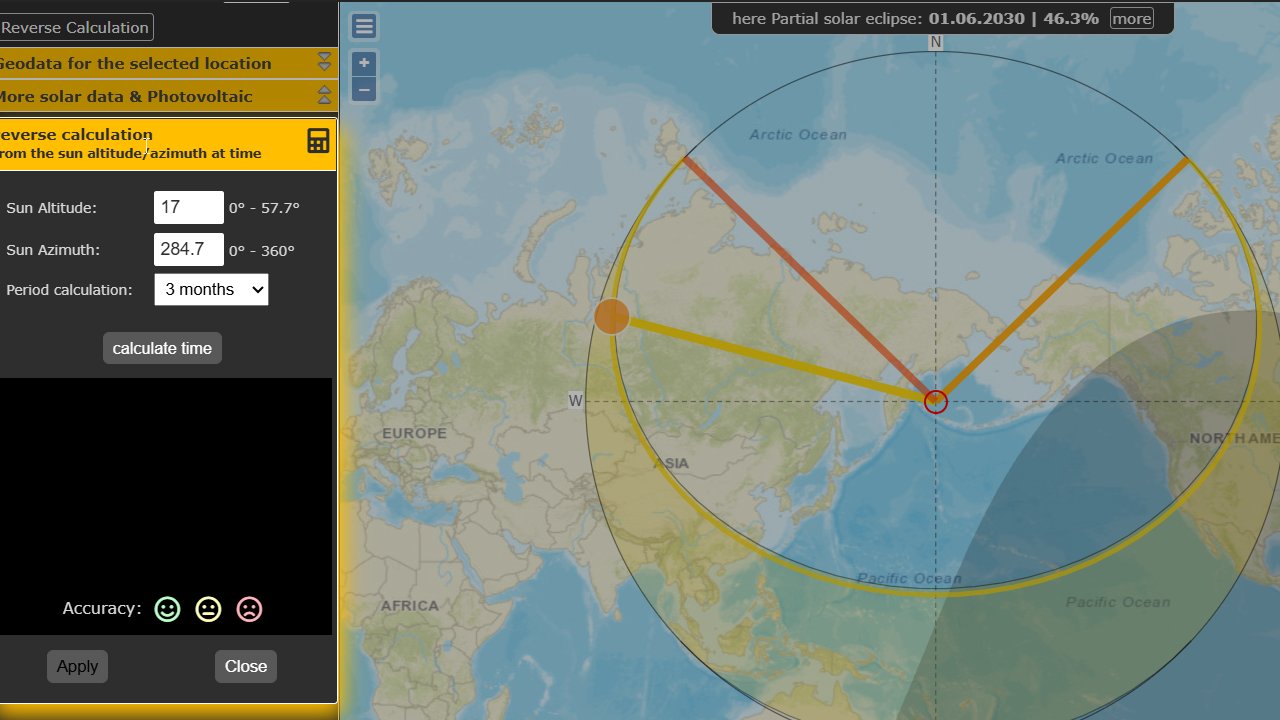 here Partial solar eclipse: 01.06.2030 | 46.3% more
Reverse Calculation
Geodata for the selected location
More solar data & Photovoltaic
everse calculation
rom the sun altitude/azimuth at time
Sun Altitude: 17 0° - 57.7°
Sun Azimuth: 284.7 0° - 360°
Period calculation: 3 months
calculate time
Accuracy:
Apply Close
+
−
N
W
Arctic Ocean
Arctic Ocean
EUROPE
ASIA
NORTH AME
AFRICA
Pacific Ocean
Pacific Ocean